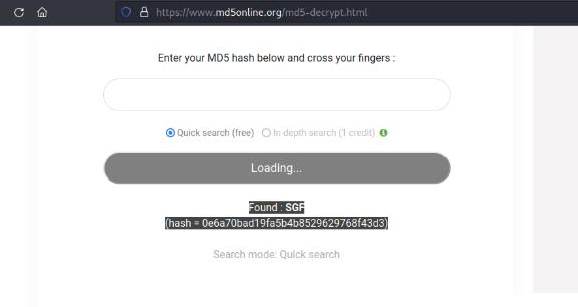 https://www.md5online.org/md5-decrypt.html
Enter your MD5 hash below and cross your fingers :
Quick search (free) In-depth search (1 credit)
Loading...
Found : SGF
(hash = 0e6a70bad19fa5b4b8529629768f43d3)
Search mode: Quick search